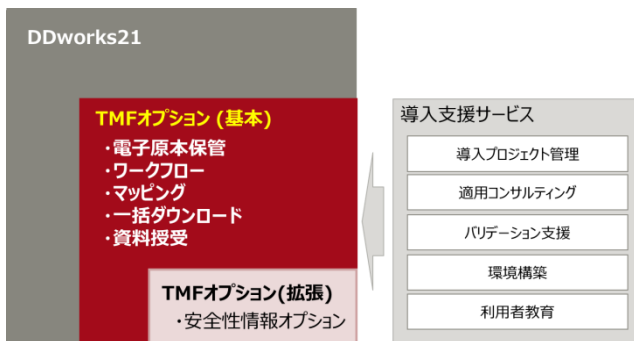 DDworks21
TMFオプション (基本)
・電子原本保管
・ワークフロー
・マッピング
・一括ダウンロード
・資料授受
TMFオプション(拡張)
・安全性情報オプション
導入支援サービス
導入プロジェクト管理
適用コンサルティング
バリデーション支援
環境構築
利用者教育